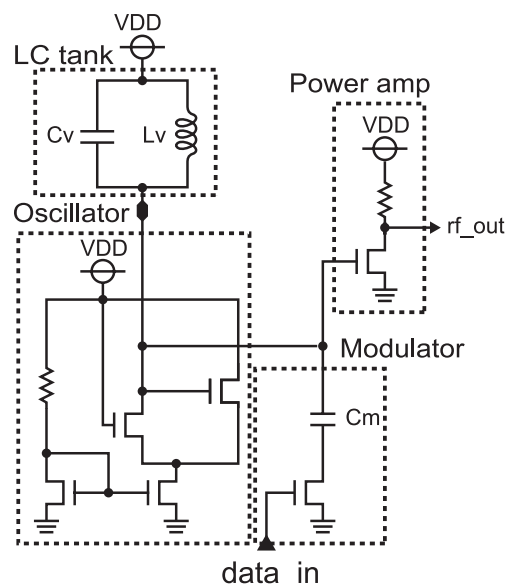 VDD
LC tank
Cv
Lv
Power amp
VDD
rf_out
Oscillator
VDD
Modulator
Cm
data_in